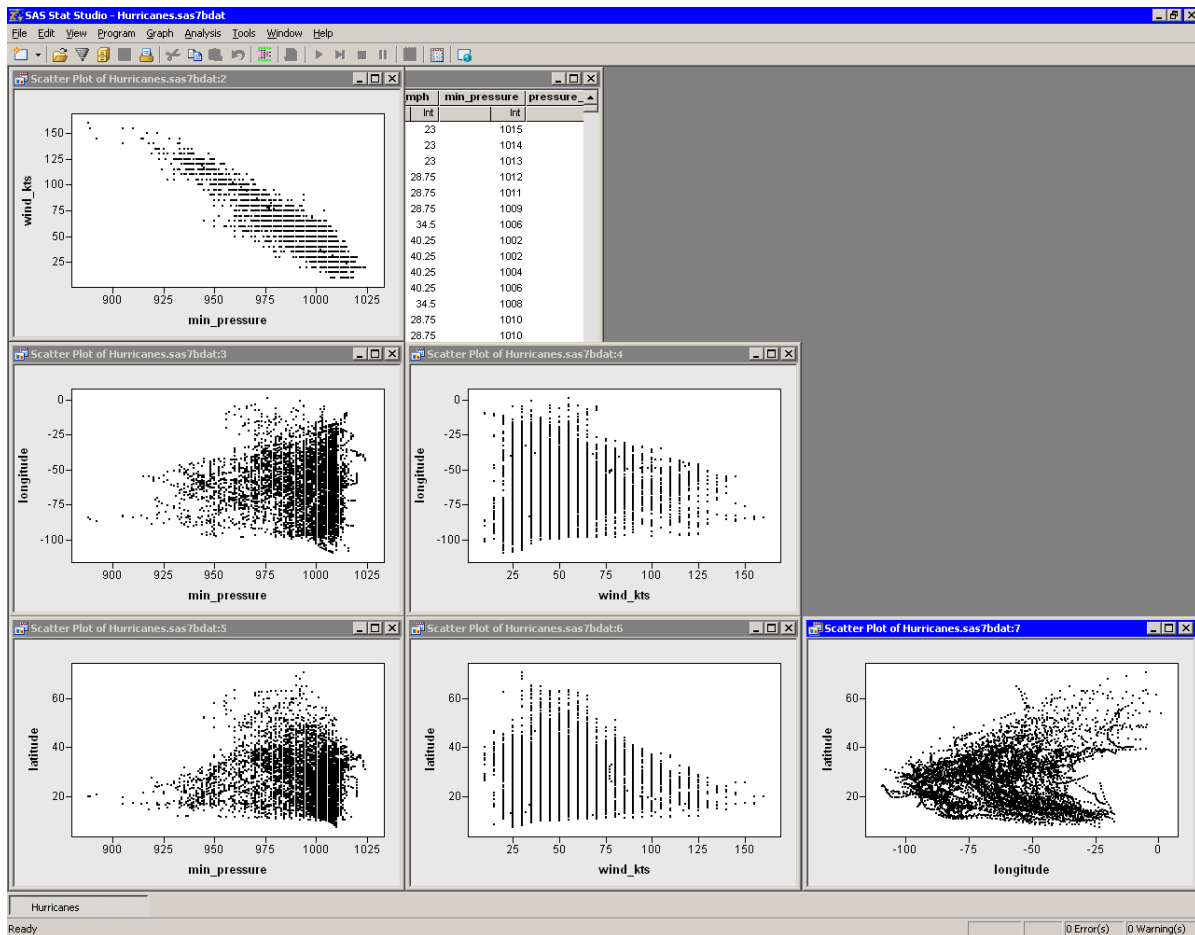 SAS Stat Studio - Hurricanes.sas7bdat
File Edit View Program Graph Analysis Tools Window Help
Scatter Plot of Hurricanes.sas7bdat:2
wind_kts
150
125
100
75
50
25
900 925 950 975 1000 1025
min_pressure
mph min_pressure pressure_
Int Int
23 1015
23 1014
23 1013
28.75 1012
28.75 1011
28.75 1009
34.5 1006
40.25 1002
40.25 1002
40.25 1004
40.25 1006
34.5 1008
28.75 1010
28.75 1010
Scatter Plot of Hurricanes.sas7bdat:3
longitude
0
-25
-50
-75
-100
900 925 950 975 1000 1025
min_pressure
Scatter Plot of Hurricanes.sas7bdat:4
longitude
0
-25
-50
-75
-100
25 50 75 100 125 150
wind_kts
Scatter Plot of Hurricanes.sas7bdat:5
latitude
60
40
20
900 925 950 975 1000 1025
min_pressure
Scatter Plot of Hurricanes.sas7bdat:6
latitude
60
40
20
25 50 75 100 125 150
wind_kts
Scatter Plot of Hurricanes.sas7bdat:7
latitude
60
40
20
-100 -75 -50 -25 0
longitude
Hurricanes
Ready 0 Error(s) 0 Warning(s)